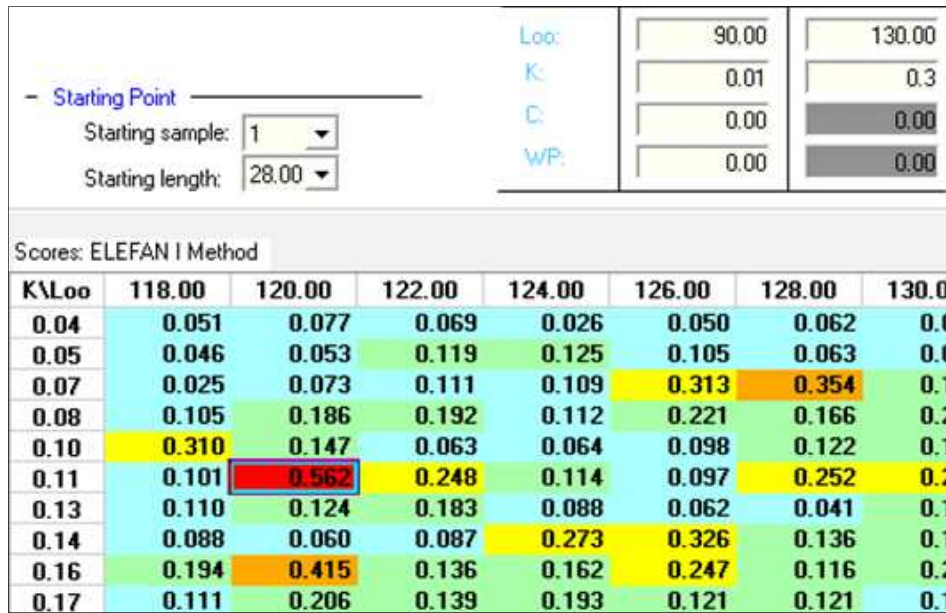 Loo: 90.00 130.00
K: 0.01 0.3
Starting Point
Starting sample: 1
C: 0.00 0.00
Starting length: 28.00
WP: 0.00 0.00
Scores: ELEFAN I Method
K\Loo 118.00 120.00 122.00 124.00 126.00 128.00 130.0
0.04 0.051 0.077 0.069 0.026 0.050 0.062
0.05 0.046 0.053 0.119 0.125 0.105 0.063
0.07 0.025 0.073 0.111 0.109 0.313 0.354
0.08 0.105 0.186 0.192 0.112 0.221 0.166
0.10 0.310 0.147 0.063 0.064 0.098 0.122
0.11 0.101 0.562 0.248 0.114 0.097 0.252
0.13 0.110 0.124 0.183 0.088 0.062 0.041
0.14 0.088 0.060 0.087 0.273 0.326 0.136
0.16 0.194 0.415 0.136 0.162 0.247 0.116
0.17 0.111 0.206 0.139 0.193 0.121 0.121